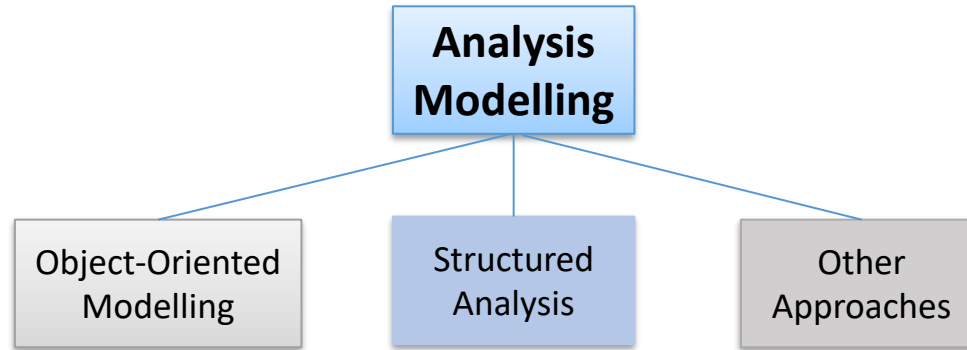 Analysis
Modelling
Object-Oriented
Modelling
Structured
Analysis
Other
Approaches